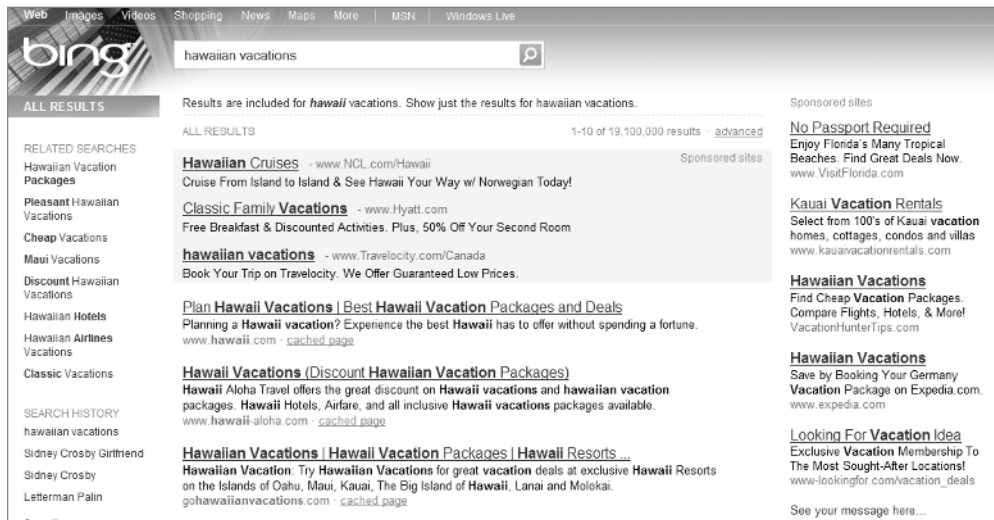 Web Images Videos Shopping News Maps More | MSN | Windows Live
bing
hawaiian vacations
ALL RESULTS
RELATED SEARCHES
Hawaiian Vacation
Packages
Pleasant Hawaiian
Vacations
Cheap Vacations
Maui Vacations
Discount Hawaiian
Vacations
Hawaiian Hotels
Hawaiian Airlines
Vacations
Classic Vacations
SEARCH HISTORY
hawaiian vacations
Sidney Crosby Girlfriend
Sidney Crosby
Letterman Palin
Results are included for hawaii vacations. Show just the results for hawaiian vacations.
ALL RESULTS
1-10 of 19,100,000 results · advanced
Sponsored sites
Hawaiian Cruises - www.NCL.com/Hawaii
Cruise From Island to Island & See Hawaii Your Way w/ Norwegian Today!
Classic Family Vacations - www.Hyatt.com
Free Breakfast & Discounted Activities. Plus, 50% Off Your Second Room
hawaiian vacations - www.Travelocity.com/Canada
Book Your Trip on Travelocity. We Offer Guaranteed Low Prices.
Plan Hawaii Vacations | Best Hawaii Vacation Packages and Deals
Planning a Hawaii vacation? Experience the best Hawaii has to offer without spending a fortune.
www.hawaii.com · cached page
Hawaii Vacations (Discount Hawaiian Vacation Packages)
Hawaii Aloha Travel offers the great discount on Hawaii vacations and hawaiian vacation
packages. Hawaii Hotels, Airfare, and all inclusive Hawaii vacations packages available.
www.hawaii-aloha.com · cached page
Hawaiian Vacations | Hawaii Vacation Packages | Hawaii Resorts ...
Hawaiian Vacation: Try Hawaiian Vacations for great vacation deals at exclusive Hawaii Resorts
on the Islands of Oahu, Maui, Kauai, The Big Island of Hawaii, Lanai and Molokai.
gohawaiianvacations.com · cached page
Sponsored sites
No Passport Required
Enjoy Florida's Many Tropical
Beaches. Find Great Deals Now.
www.VisitFlorida.com
Kauai Vacation Rentals
Select from 100's of Kauai vacation
homes, cottages, condos and villas
www.kauaivacationrentals.com
Hawaiian Vacations
Find Cheap Vacation Packages.
Compare Flights, Hotels, & More!
VacationHunterTips.com
Hawaiian Vacations
Save by Booking Your Germany
Vacation Package on Expedia.com.
www.expedia.com
Looking For Vacation Idea
Exclusive Vacation Membership To
The Most Sought-After Locations!
www-lookingfor.com/vacation_deals
See your message here...